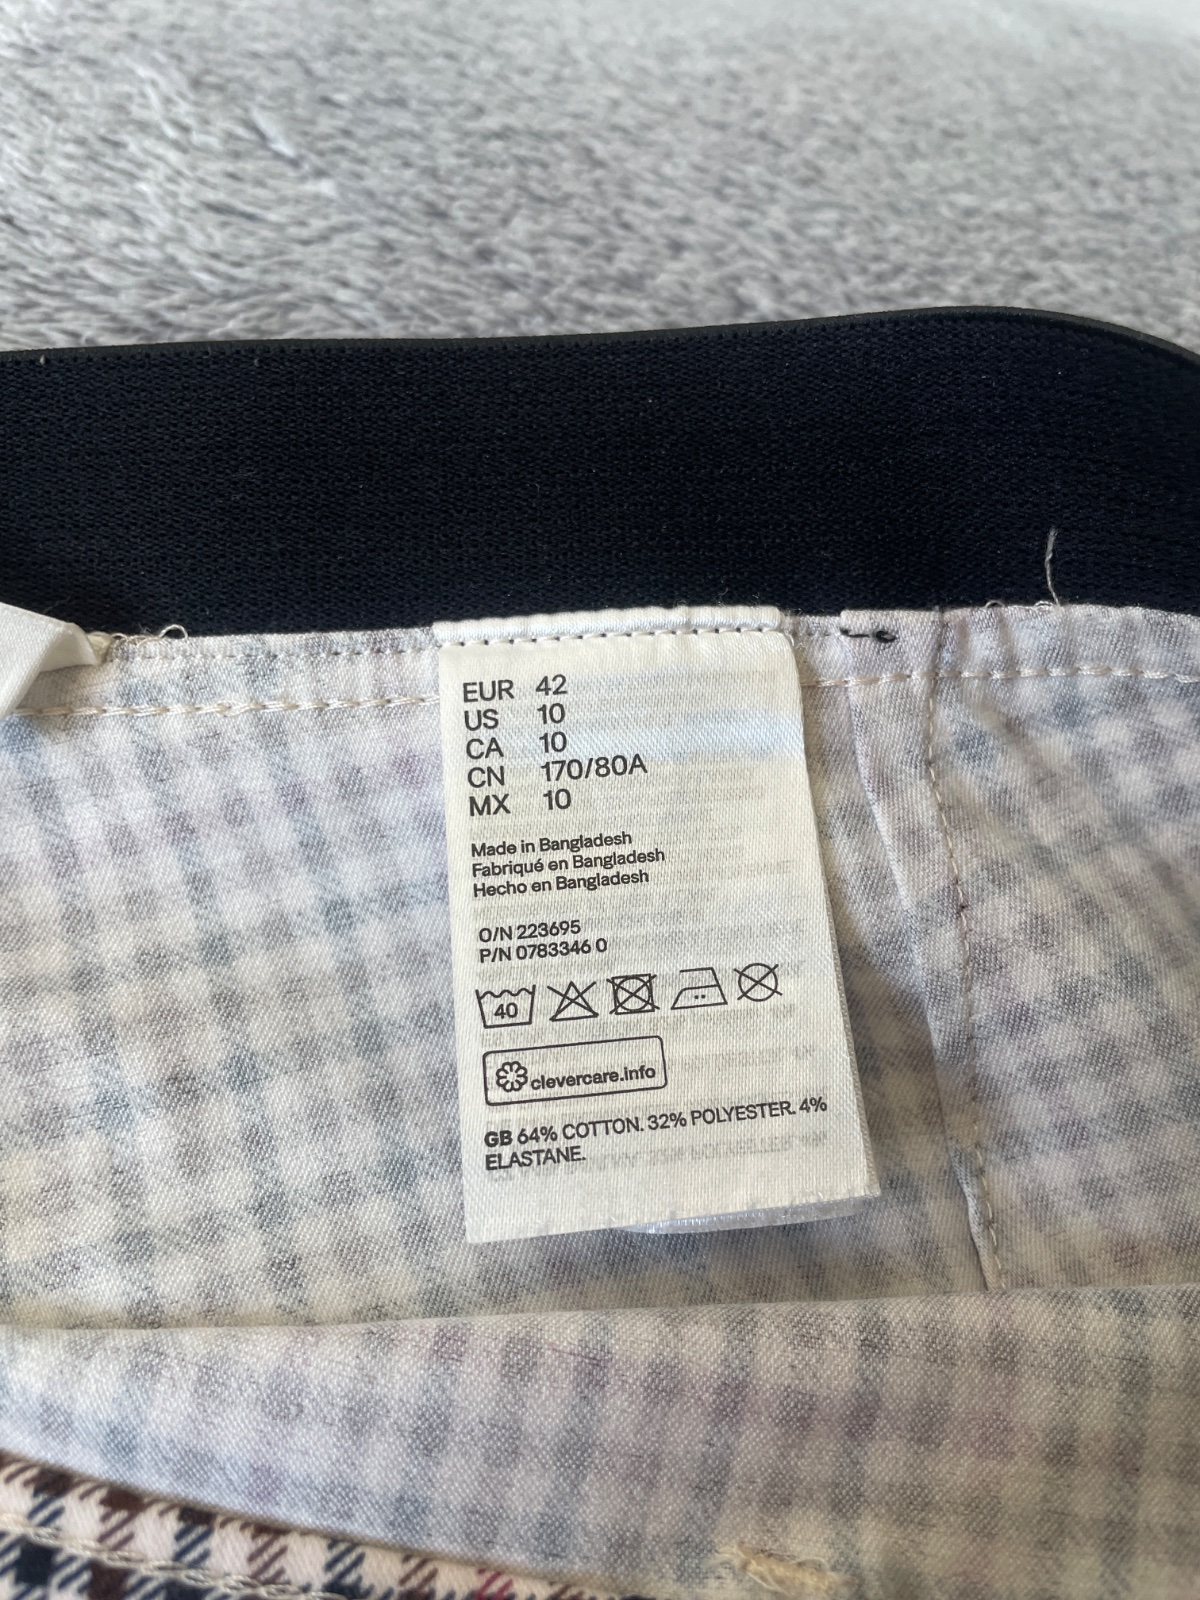 EUR 42
US 10
CA 10
CN 170/80A
MX 10
Made in Bangladesh
Fabriqué en Bangladesh
Hecho en Bangladesh
O/N 223695
P/N 0783346 0
40
clevercare.info
GB 64% COTTON. 32% POLYESTER. 4%
ELASTANE.